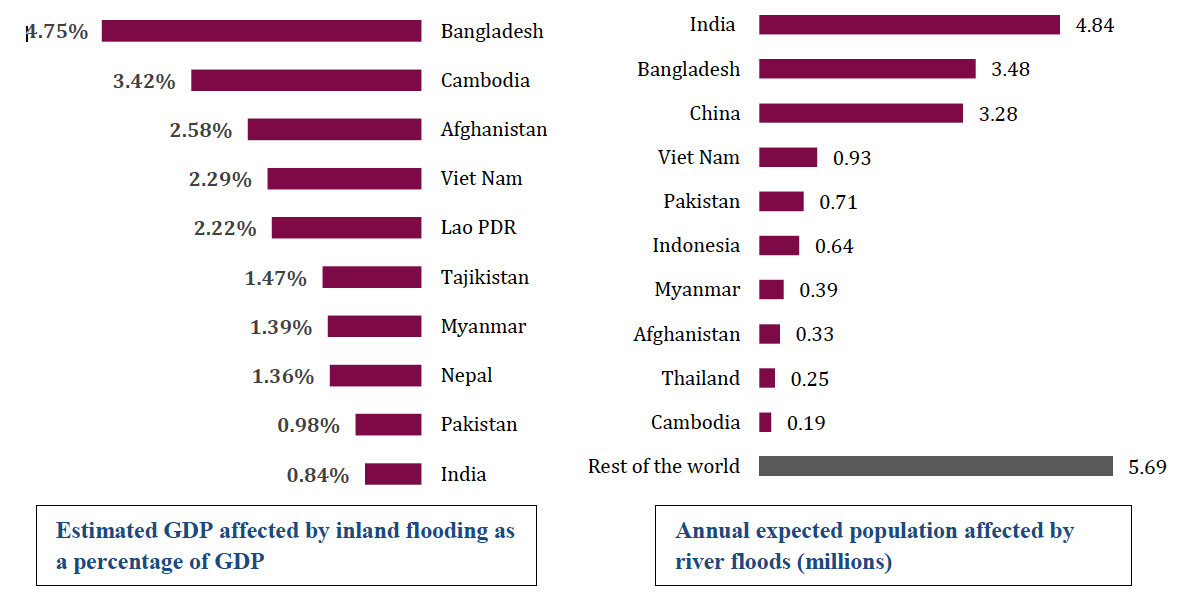 4.75% Bangladesh
3.42% Cambodia
2.58% Afghanistan
2.29% Viet Nam
2.22% Lao PDR
1.47% Tajikistan
1.39% Myanmar
1.36% Nepal
0.98% Pakistan
0.84% India
Estimated GDP affected by inland flooding as
a percentage of GDP
India 4.84
Bangladesh 3.48
China 3.28
Viet Nam 0.93
Pakistan 0.71
Indonesia 0.64
Myanmar 0.39
Afghanistan 0.33
Thailand 0.25
Cambodia 0.19
Rest of the world 5.69
Annual expected population affected by
river floods (millions)